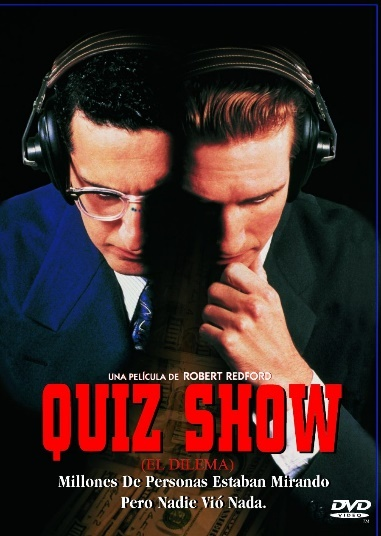 UNA PELÍCULA DE ROBERT REDFORD
QUIZ SHOW
(EL DILEMA)
Millones De Personas Estaban Mirando
Pero Nadie Vió Nada.
DVD
VIDEO
TM